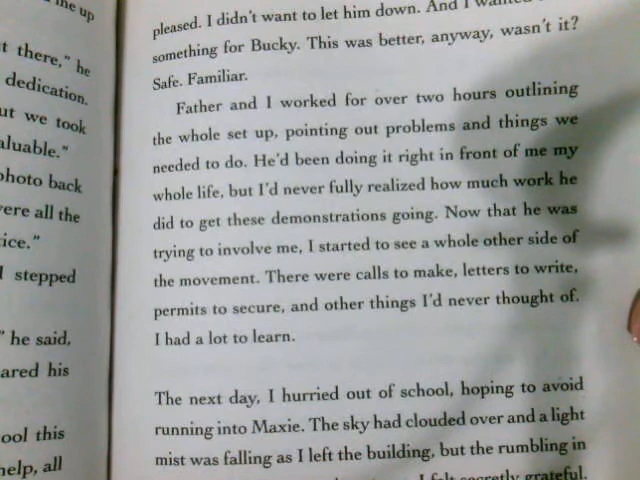 me up
t there," he
dedication.
ut we took
aluable."
photo back
were all the
ice."
stepped
" he said,
ared his
ool this
help, all
pleased. I didn't want to let him down. And I
something for Bucky. This was better, anyway, wasn't it?
Safe. Familiar.
Father and I worked for over two hours outlining
the whole set up, pointing out problems and things we
needed to do. He'd been doing it right in front of me my
whole life, but I'd never fully realized how much work he
did to get these demonstrations going. Now that he was
trying to involve me, I started to see a whole other side of
the movement. There were calls to make, letters to write,
permits to secure, and other things I'd never thought of.
I had a lot to learn.
The next day, I hurried out of school, hoping to avoid
running into Maxie. The sky had clouded over and a light
mist was falling as I left the building, but the rumbling in
I felt secretly grateful.